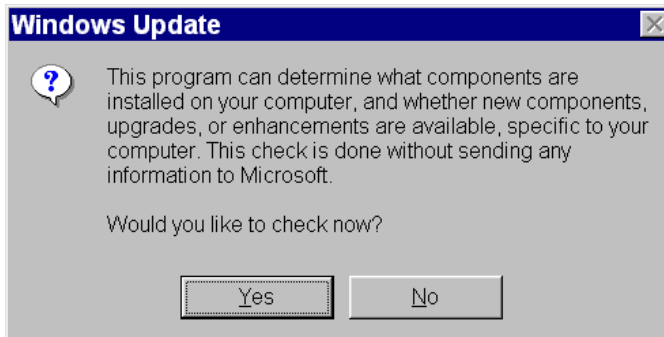 Windows Update
This program can determine what components are
installed on your computer, and whether new components,
upgrades, or enhancements are available, specific to your
computer. This check is done without sending any
information to Microsoft.
Would you like to check now?
Yes No